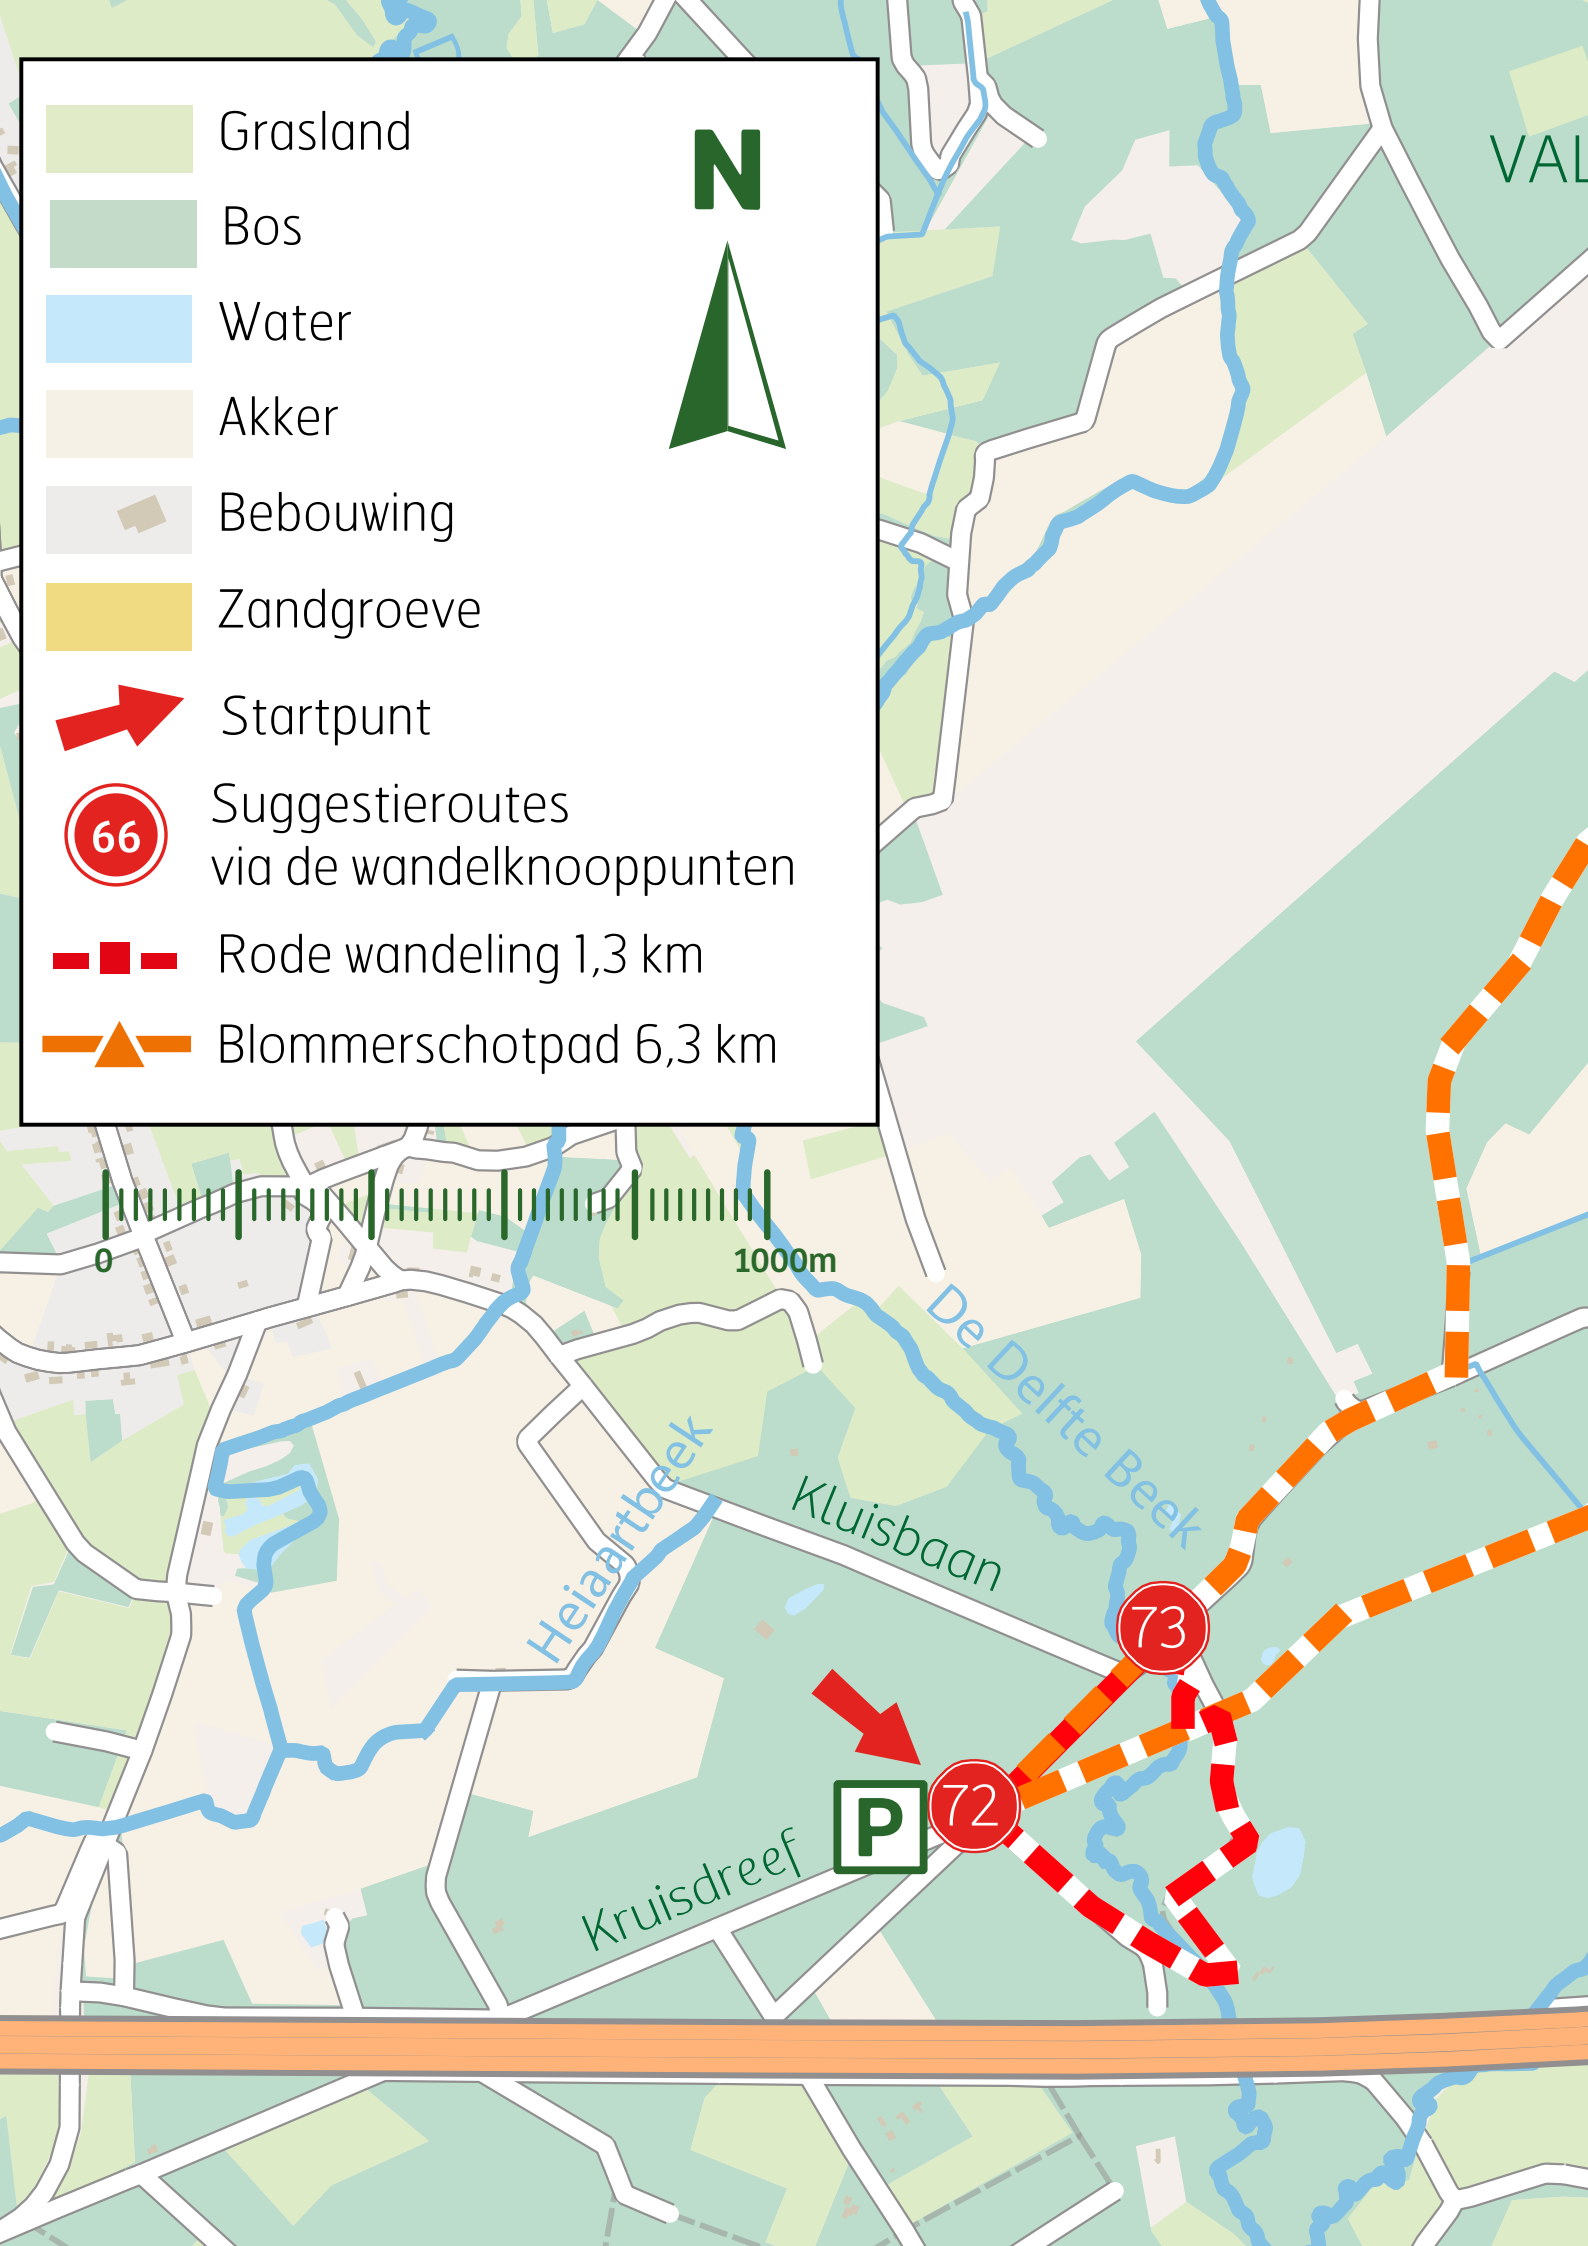 Grasland
Bos
Water
Akker
Bebouwing
Zandgroeve
Startpunt
66
Suggestieroutes
via de wandelknooppunten
Rode wandeling 1,3 km
Blommerschotpad 6,3 km
N
VAL
0
1000m
De Delfte Beek
Heiaartbeek
Kluisbaan
73
72
P
Kruisdreef